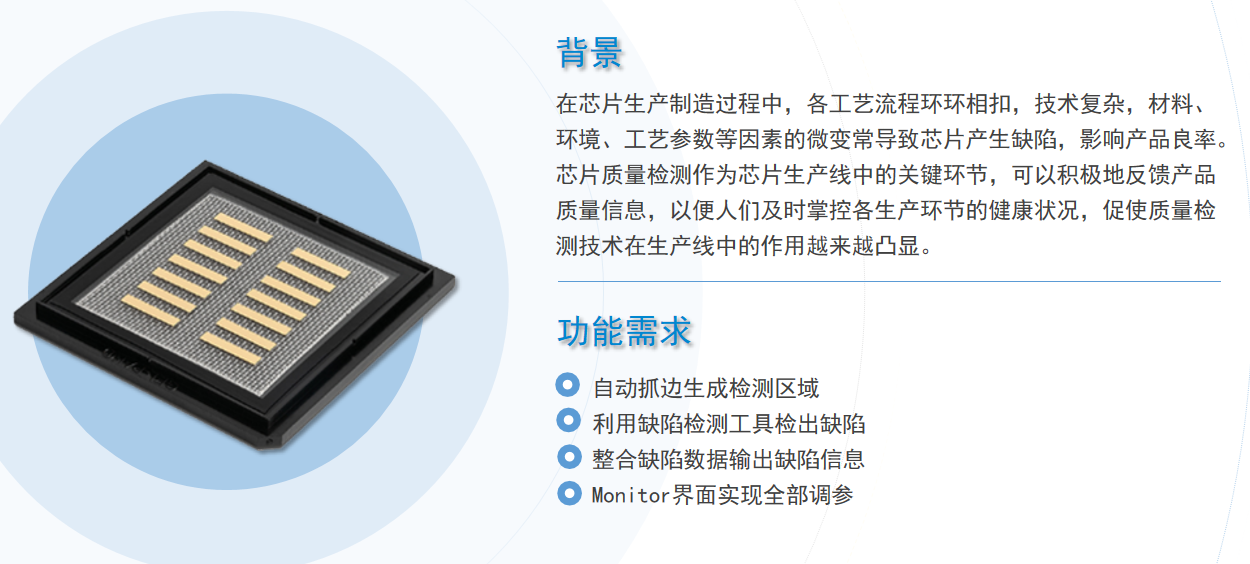 背景
在芯片生产制造过程中，各工艺流程环环相扣，技术复杂，材料、
环境、工艺参数等因素的微变常导致芯片产生缺陷，影响产品良率。
芯片质量检测作为芯片生产线中的关键环节，可以积极地反馈产品
质量信息，以便人们及时掌控各生产环节的健康状况，促使质量检
测技术在生产线中的作用越来越凸显。
功能需求
自动抓边生成检测区域
利用缺陷检测工具检出缺陷
整合缺陷数据输出缺陷信息
Monitor界面实现全部调参